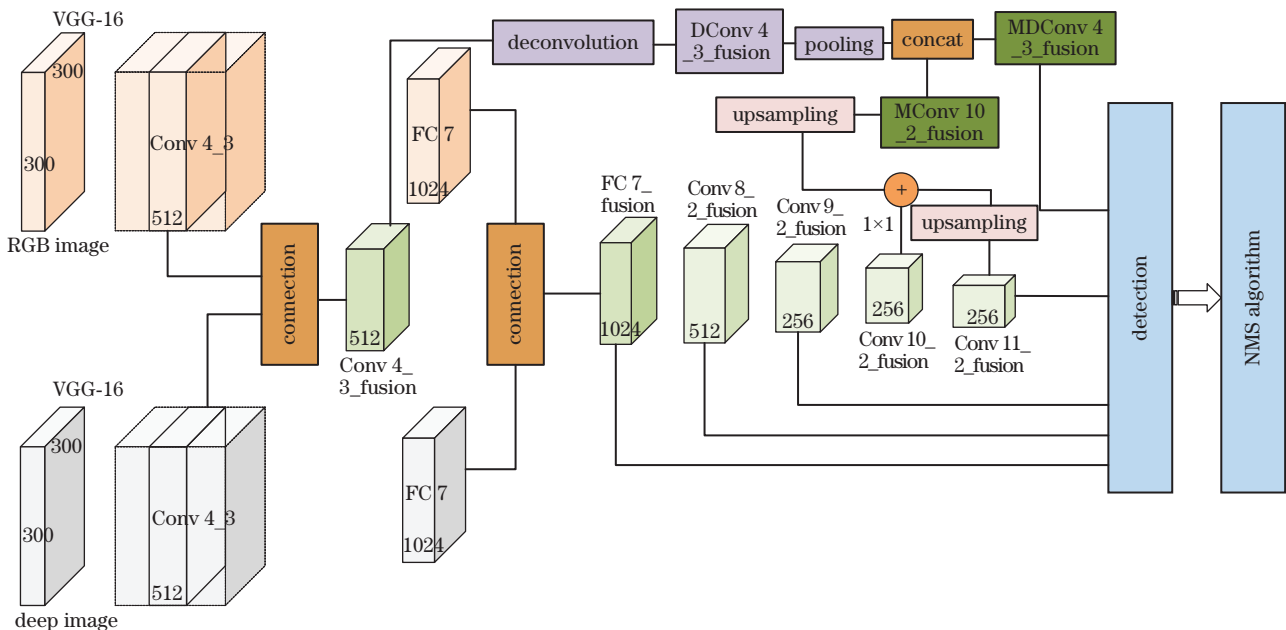 VGG-16
300
300
RGB image
Conv 4_3
512
connection
512
Conv 4_
3_fusion
VGG-16
300
300
deep image
Conv 4_3
512
FC 7
1024
FC 7
1024
connection
deconvolution
DConv 4
_3_fusion
pooling
concat
MDConv 4
_3_fusion
upsampling
MConv 10
_2_fusion
+
1×1
upsampling
FC 7_
fusion
1024
Conv 8_
2_fusion
512
Conv 9_
2_fusion
256
256
Conv 10_
2_fusion
256
Conv 11_
2_fusion
detection
NMS algorithm